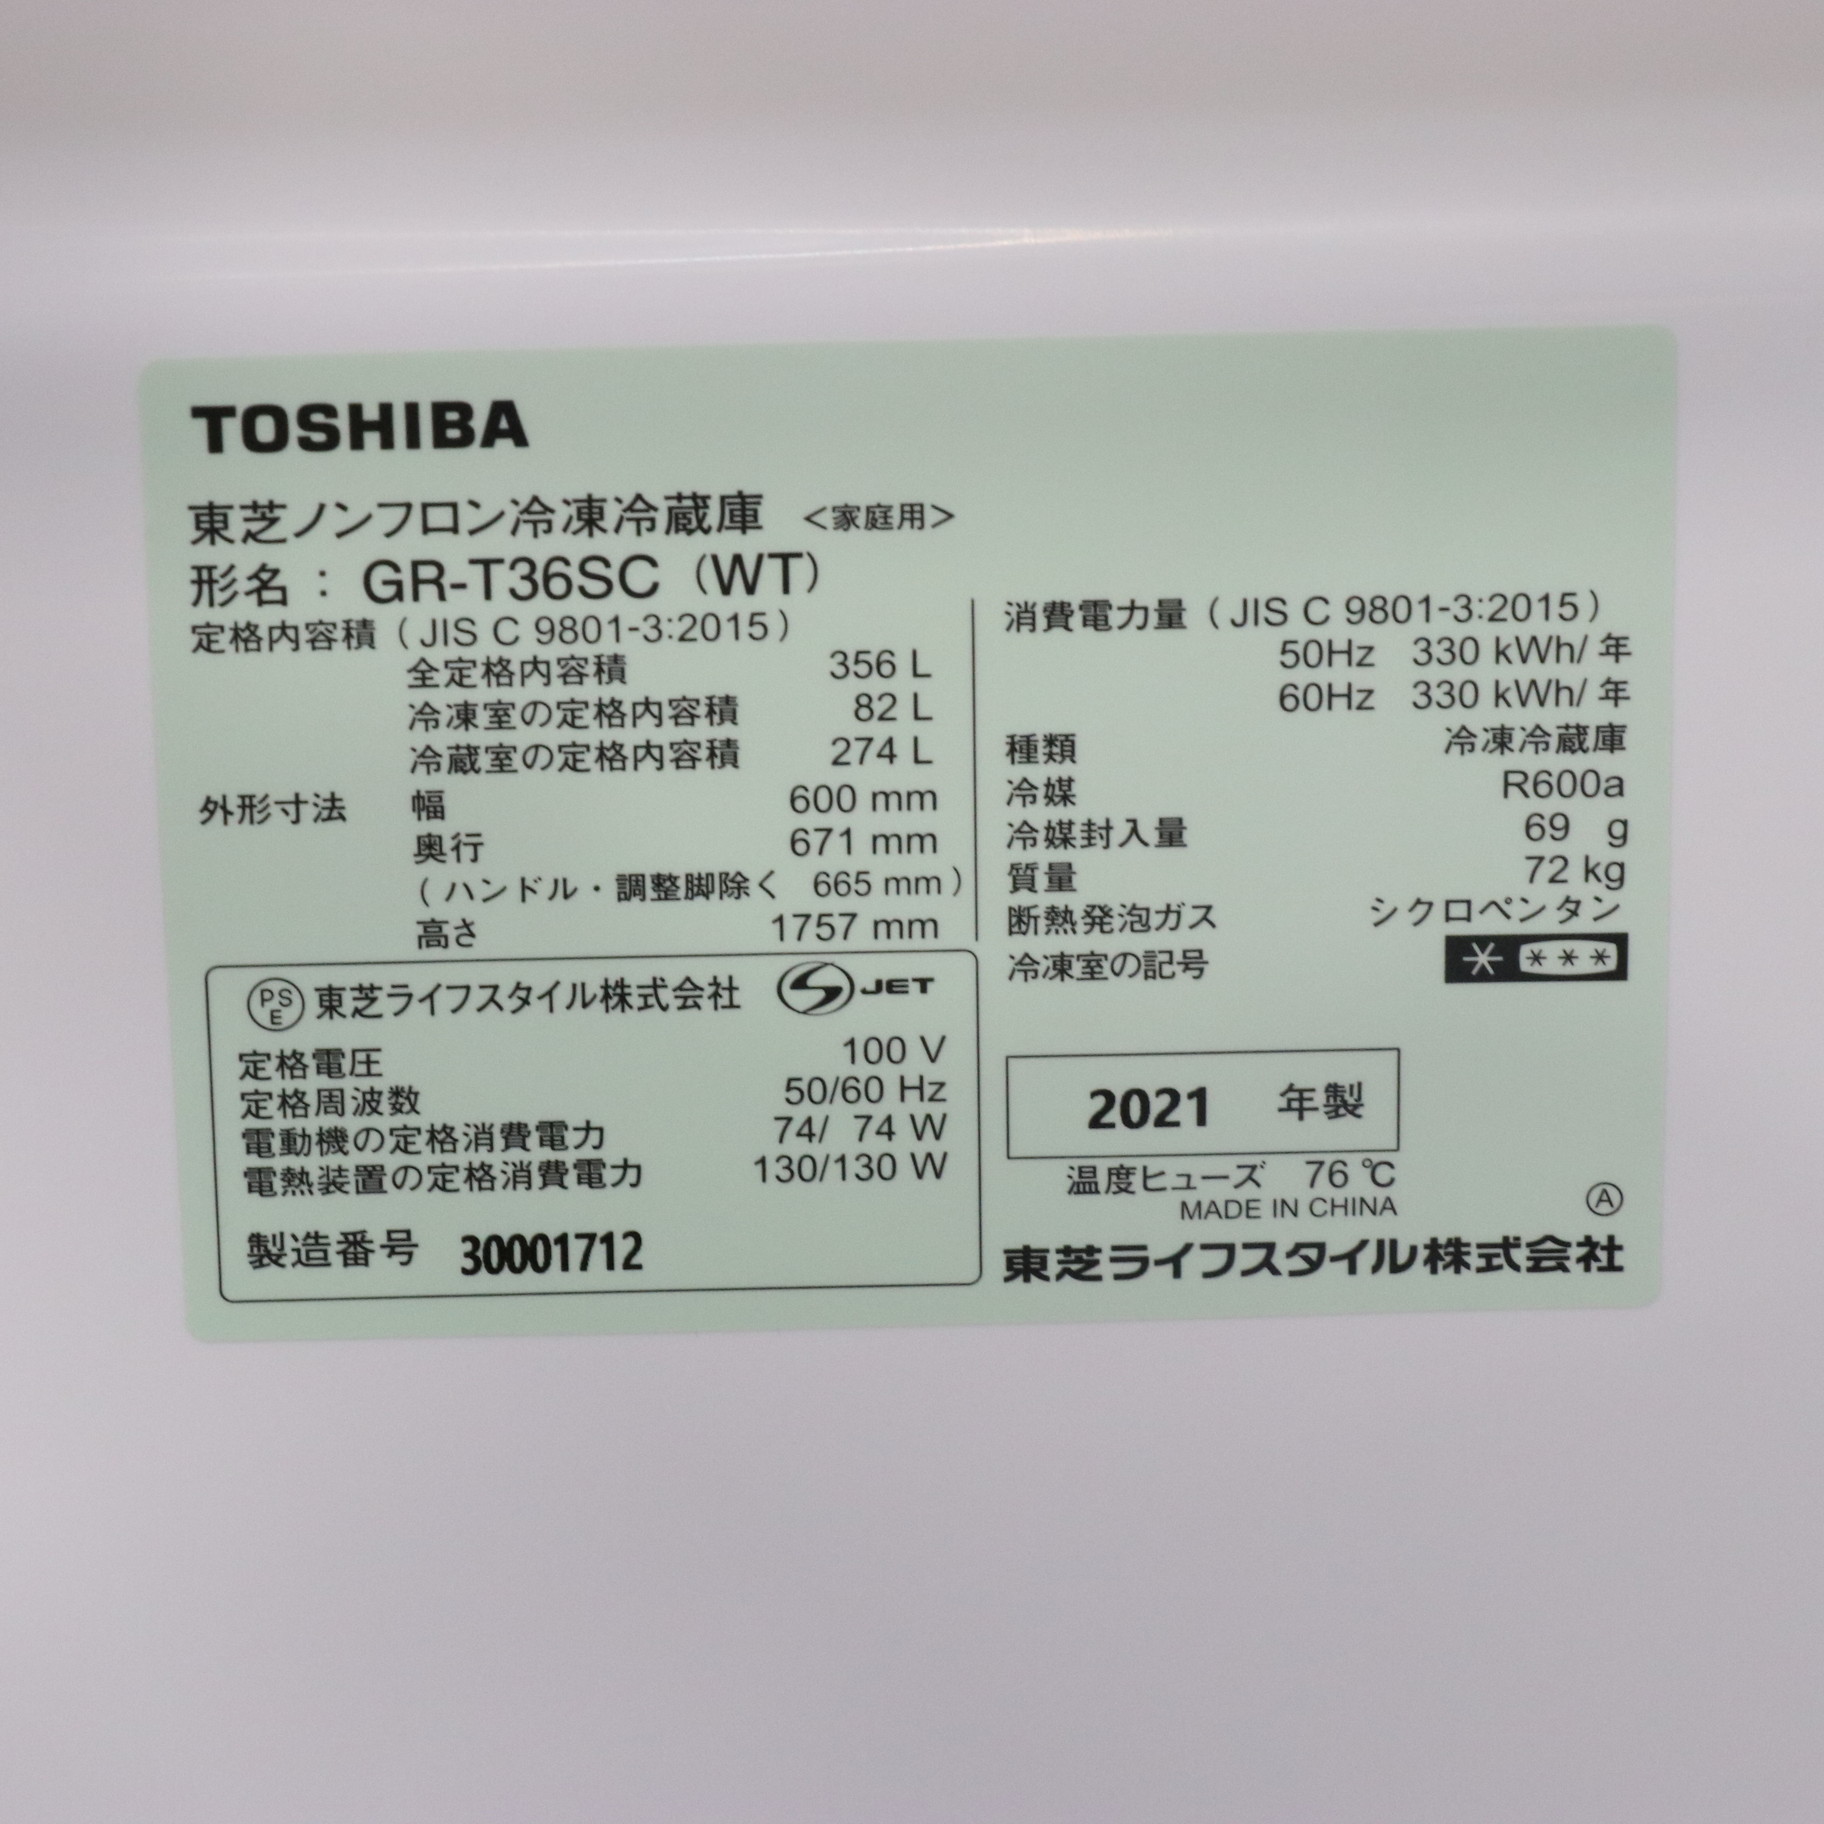 TOSHIBA
東芝ノンフロン冷凍冷蔵庫 <家庭用>
形名: GR-T36SC (WT)
定格内容積 (JIS C 9801-3:2015)
全定格内容積 356 L
冷凍室の定格内容積 82 L
冷蔵室の定格内容積 274 L
外形寸法 幅 600 mm
奥行 671 mm
(ハンドル・調整脚除く 665 mm)
高さ 1757 mm
PSE 東芝ライフスタイル株式会社 S JET
定格電圧 100 V
定格周波数 50/60 Hz
電動機の定格消費電力 74/ 74 W
電熱装置の定格消費電力 130/130 W
製造番号 30001712
消費電力量 (JIS C 9801-3:2015)
50Hz 330 kWh/年
60Hz 330 kWh/年
種類 冷凍冷蔵庫
冷媒 R600a
冷媒封入量 69 g
質量 72 kg
断熱発泡ガス シクロペンタン
冷凍室の記号 * ***
2021 年製
温度ヒューズ 76℃
MADE IN CHINA
Ⓐ
東芝ライフスタイル株式会社